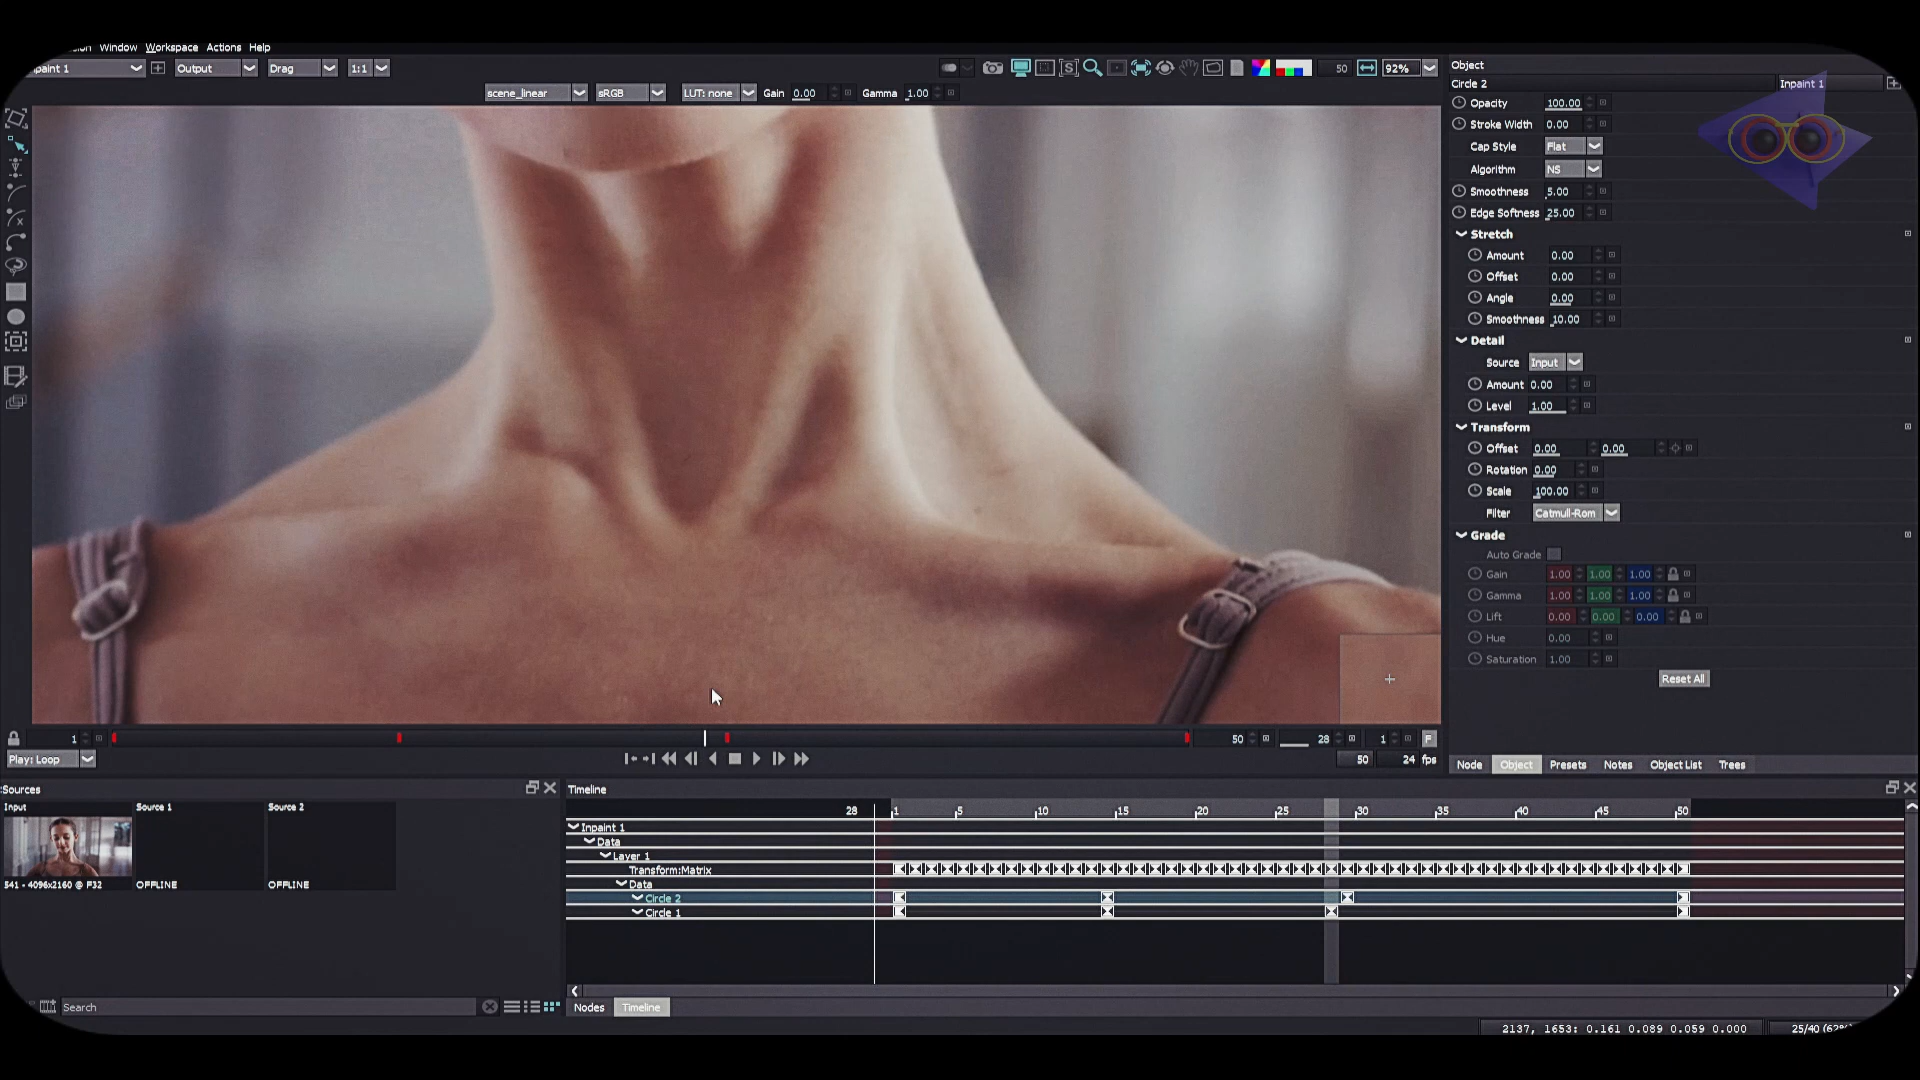 Window Workspace Actions Help
Inpaint 1 Output Drag 1:1
50 92%
scene_linear sRGB LUT: none Gain 0.00 Gamma 1.00
Object
Circle 2 Inpaint 1
Opacity 100.00
Stroke Width 0.00
Cap Style Flat
Algorithm NS
Smoothness 5.00
Edge Softness 25.00
Stretch
Amount 0.00
Offset 0.00
Angle 0.00
Smoothness 10.00
Detail
Source Input
Amount 0.00
Level 1.00
Transform
Offset 0.00 0.00
Rotation 0.00
Scale 100.00
Filter Catmull-Rom
Grade
Auto Grade
Gain 1.00 1.00 1.00
Gamma 1.00 1.00 1.00
Lift 0.00 0.00 0.00
Hue 0.00
Saturation 1.00
Reset All
1 50 28 1 F
Play: Loop 50 24 fps
Node Object Presets Notes Object List Trees
Sources
Input Source 1 Source 2
541 - 4096x2160 @ F32 OFFLINE OFFLINE
Search
Timeline
28 1 5 10 15 20 25 30 35 40 45 50
Inpaint 1
Data
Layer 1
Transform:Matrix
Data
Circle 2
Circle 1
Nodes Timeline
2137, 1653: 0.161 0.089 0.059 0.000 25/40